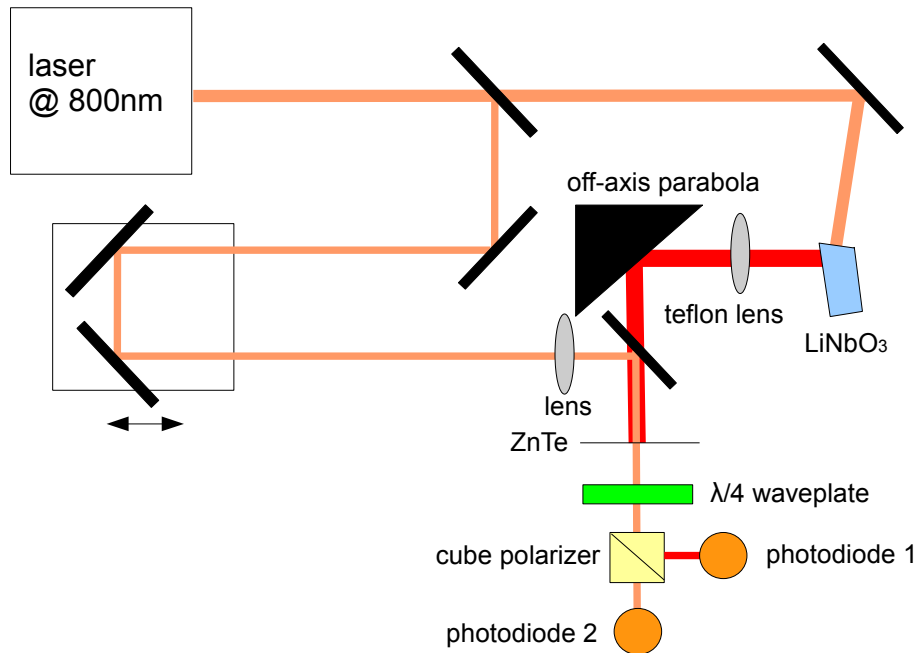 laser
@ 800nm
off-axis parabola
teflon lens
LiNbO₃
lens
ZnTe
λ/4 waveplate
cube polarizer
photodiode 1
photodiode 2